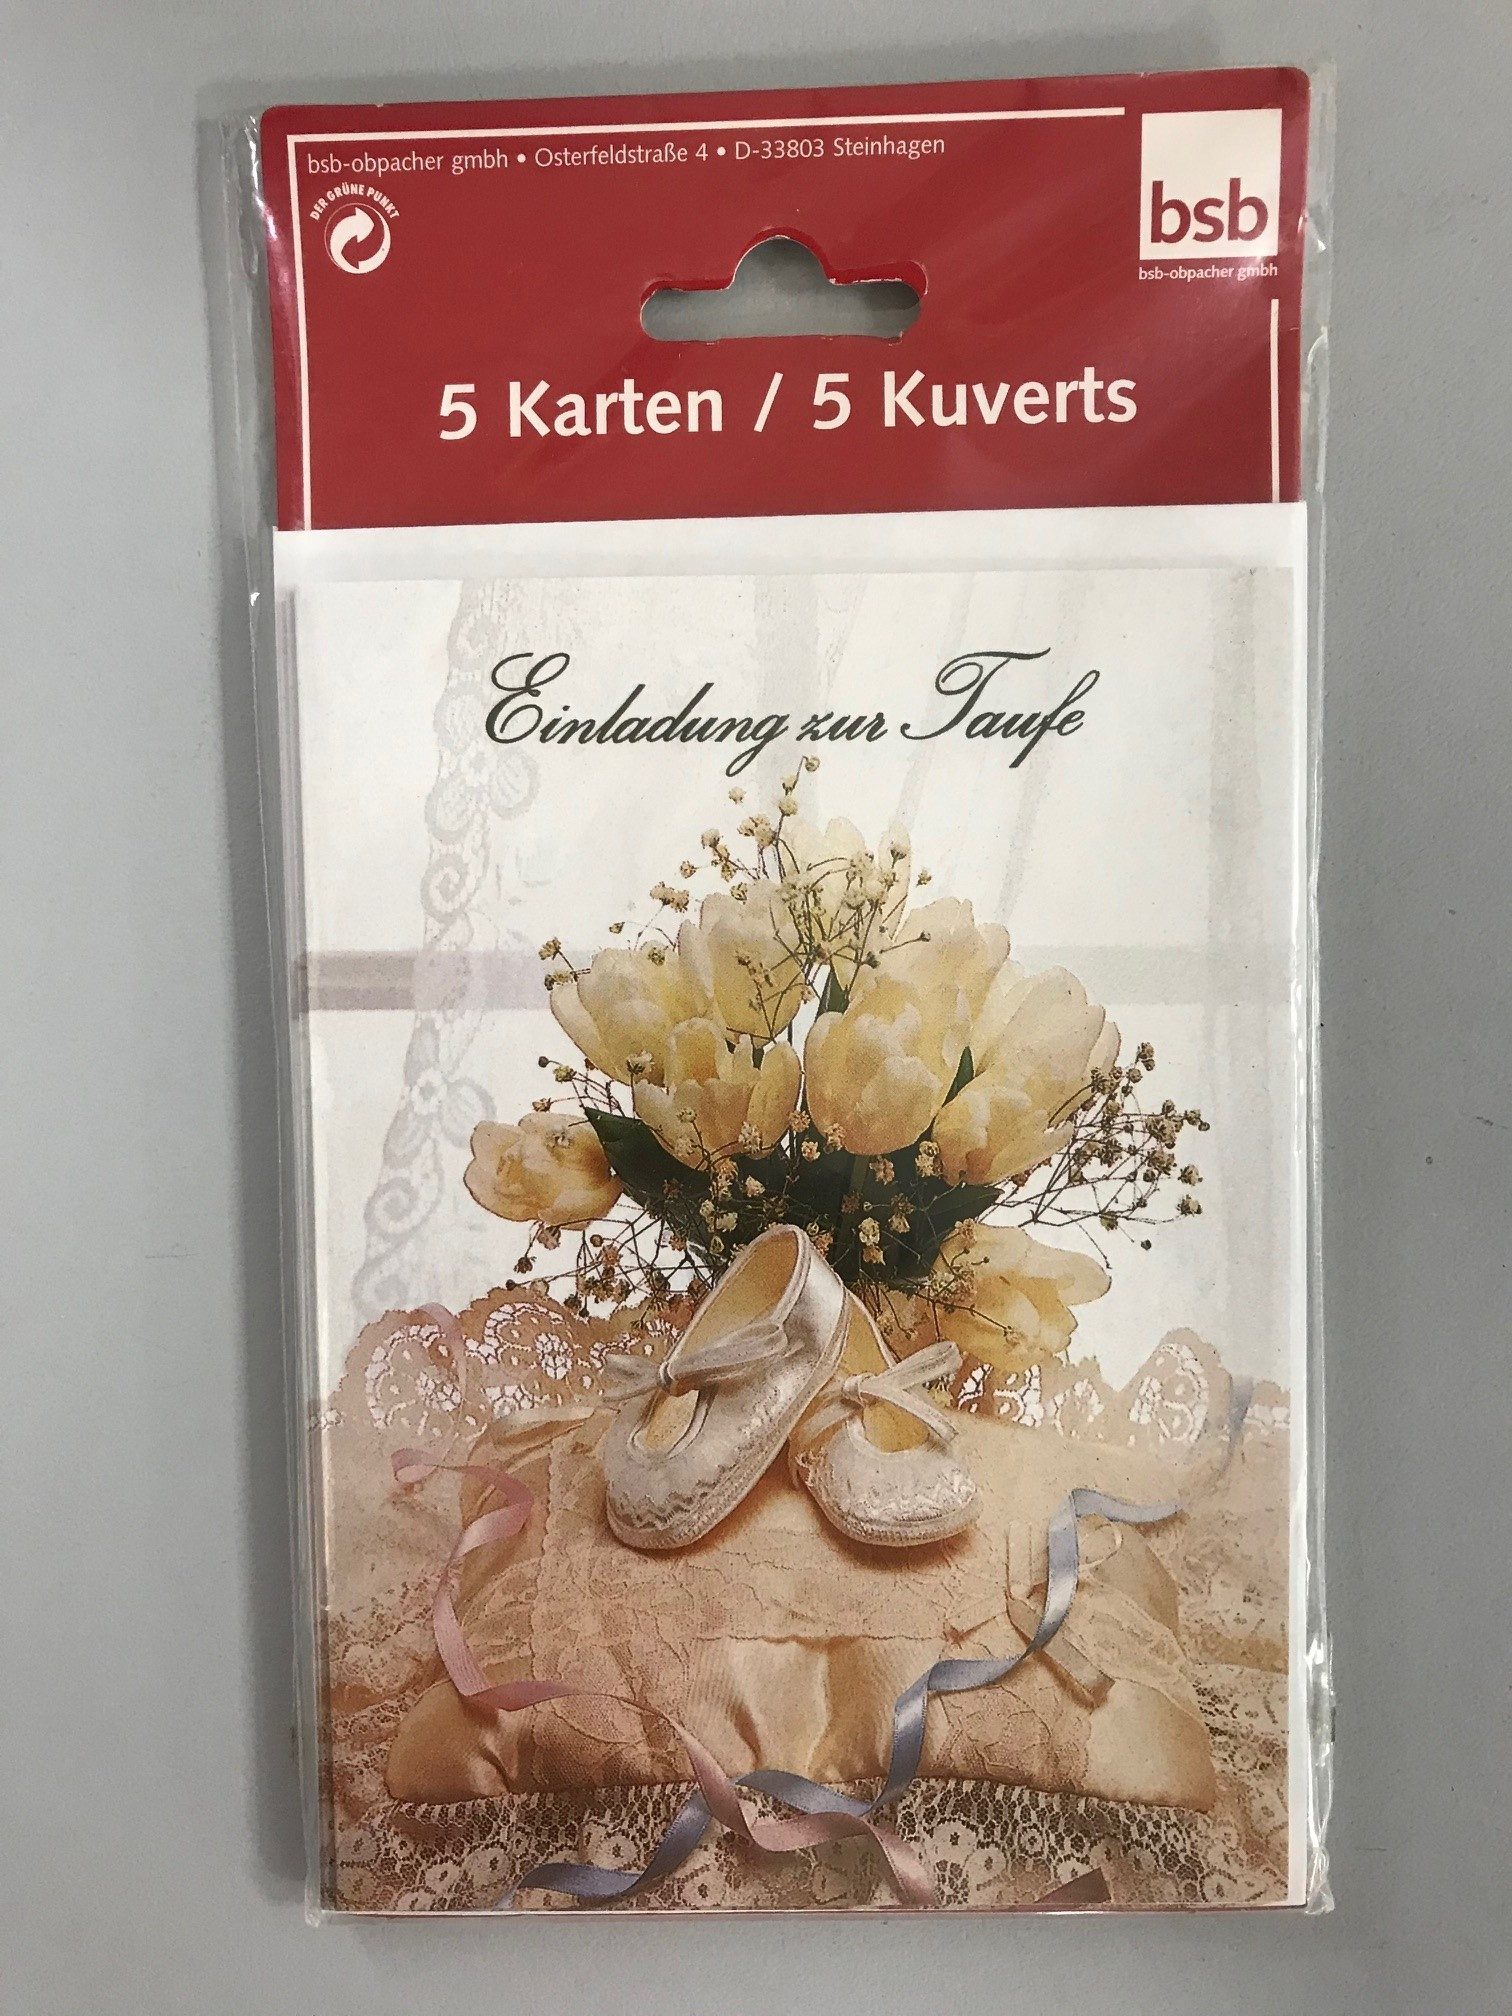 bsb-obpacher gmbh • Osterfeldstraße 4 • D-33803 Steinhagen
DER GRÜNE PUNKT
bsb
bsb-obpacher gmbh
5 Karten / 5 Kuverts
Einladung zur Taufe